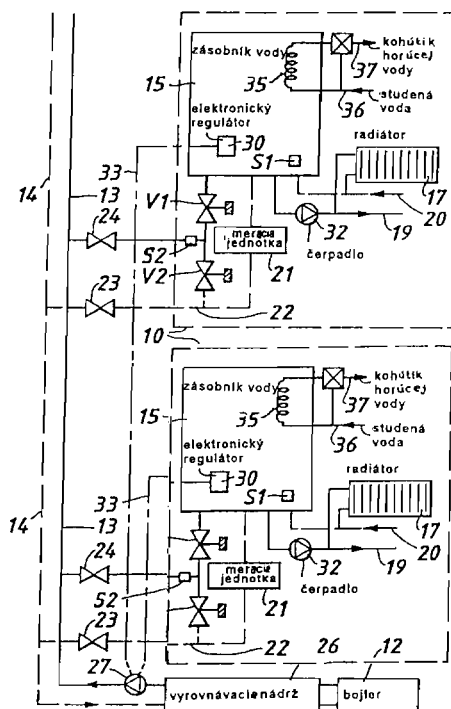 zásobník vody
kohútik
horúcej
vody
37
15
35
36
studená
voda
elektronický
regulátor
30
S1
radiátor
33
14
13
V1
24
17
20
S2
meracia
jednotka
32
19
23
V2
21
čerpadlo
22
10
zásobník vody
kohútik
horúcej
vody
37
15
35
36
studená
voda
elektronický
regulátor
30
S1
radiátor
33
14
13
24
17
20
S2
meracia
jednotka
32
19
23
21
čerpadlo
22
26
12
27
vyrovnávacie nádrž
bojler